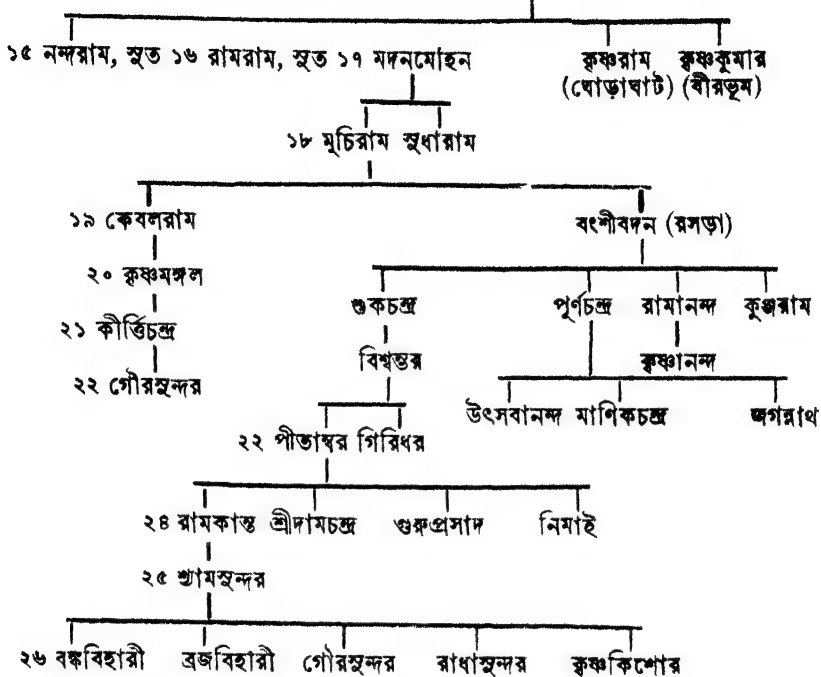 ১৫ নন্দরাম, সুত ১৬ রামরাম, সুত ১৭ মদনমোহন কৃষ্ণরাম কৃষ্ণকুমার
(ঘোড়াঘাট) (বীরভূম)
১৮ মুচিরাম সুধারাম
১৯ কেবলরাম বংশীবদন (রসড়া)
২০ কৃষ্ণমঙ্গল
শুকচন্দ্র পূর্ণচন্দ্র রামানন্দ কুঞ্জরাম
২১ কীর্ত্তিচন্দ্র
বিশ্বম্ভর কৃষ্ণানন্দ
২২ গৌরসুন্দর
উৎসবানন্দ মাণিকচন্দ্র জগন্নাথ
২২ পীতাম্বর গিরিধর
২৪ রামকান্ত শ্রীদামচন্দ্র গুরুপ্রসাদ নিমাই
২৫ শ্যামসুন্দর
২৬ বঙ্কবিহারী ব্রজবিহারী গৌরসুন্দর রাধাসুন্দর কৃষ্ণকিশোর